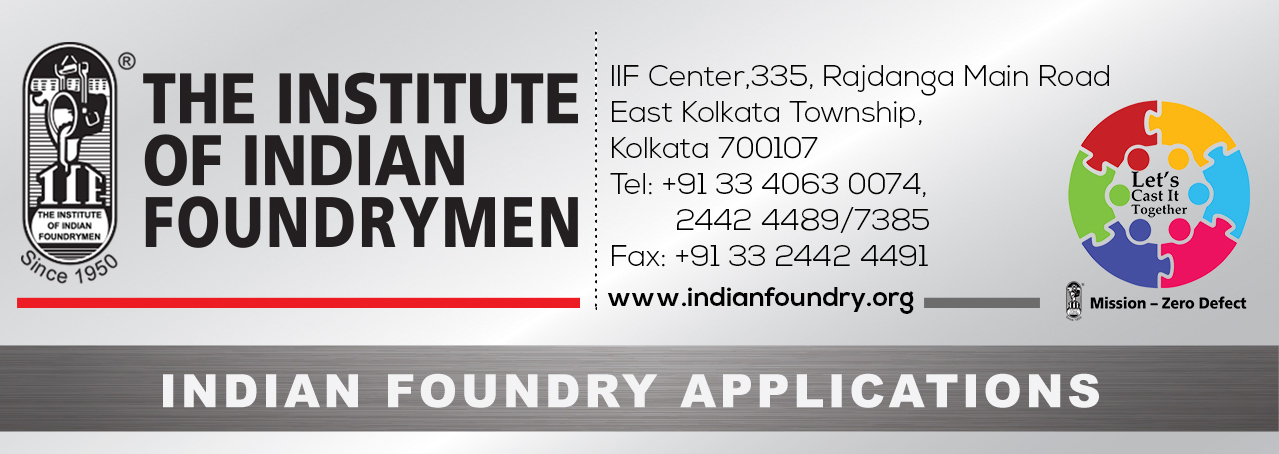 ®
IIF
THE INSTITUTE
OF INDIAN
FOUNDRYMEN
Since 1950
THE INSTITUTE
OF INDIAN
FOUNDRYMEN
IIF Center,335, Rajdanga Main Road
East Kolkata Township,
Kolkata 700107
Tel: +91 33 4063 0074,
2442 4489/7385
Fax: +91 33 2442 4491
www.indianfoundry.org
Let's
Cast It
Together
Mission – Zero Defect
INDIAN FOUNDRY APPLICATIONS